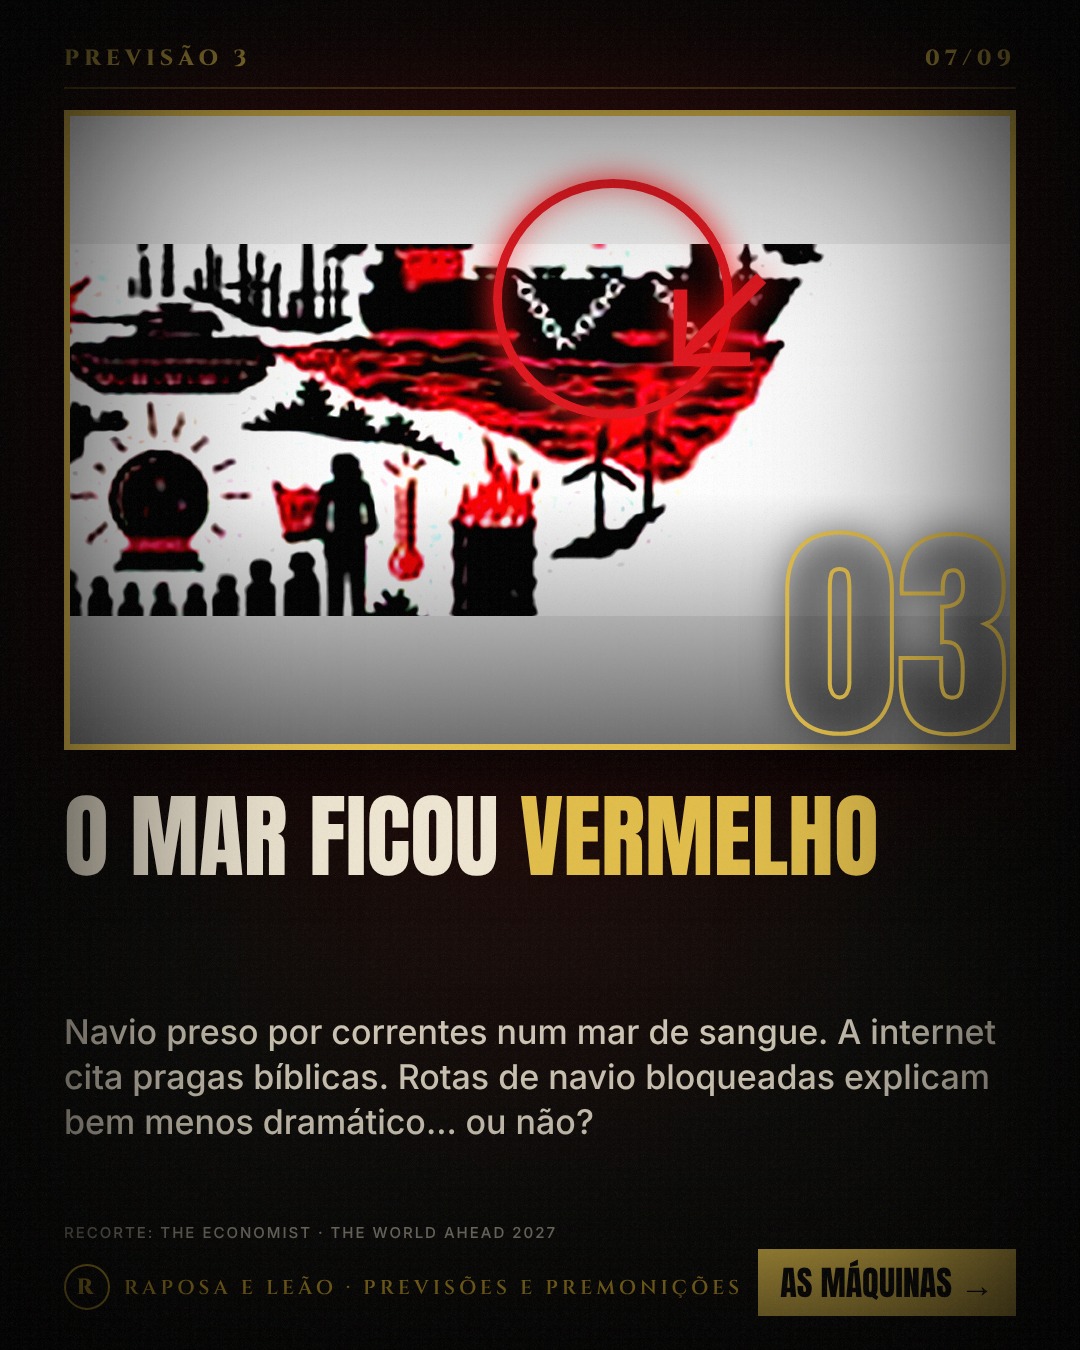 PREVISÃO 3
07/09
03
O MAR FICOU VERMELHO
Navio preso por correntes num mar de sangue. A internet
cita pragas bíblicas. Rotas de navio bloqueadas explicam
bem menos dramático... ou não?
RECORTE: THE ECONOMIST · THE WORLD AHEAD 2027
R RAPOSA E LEÃO · PREVISÕES E PREMONIÇÕES
AS MÁQUINAS →